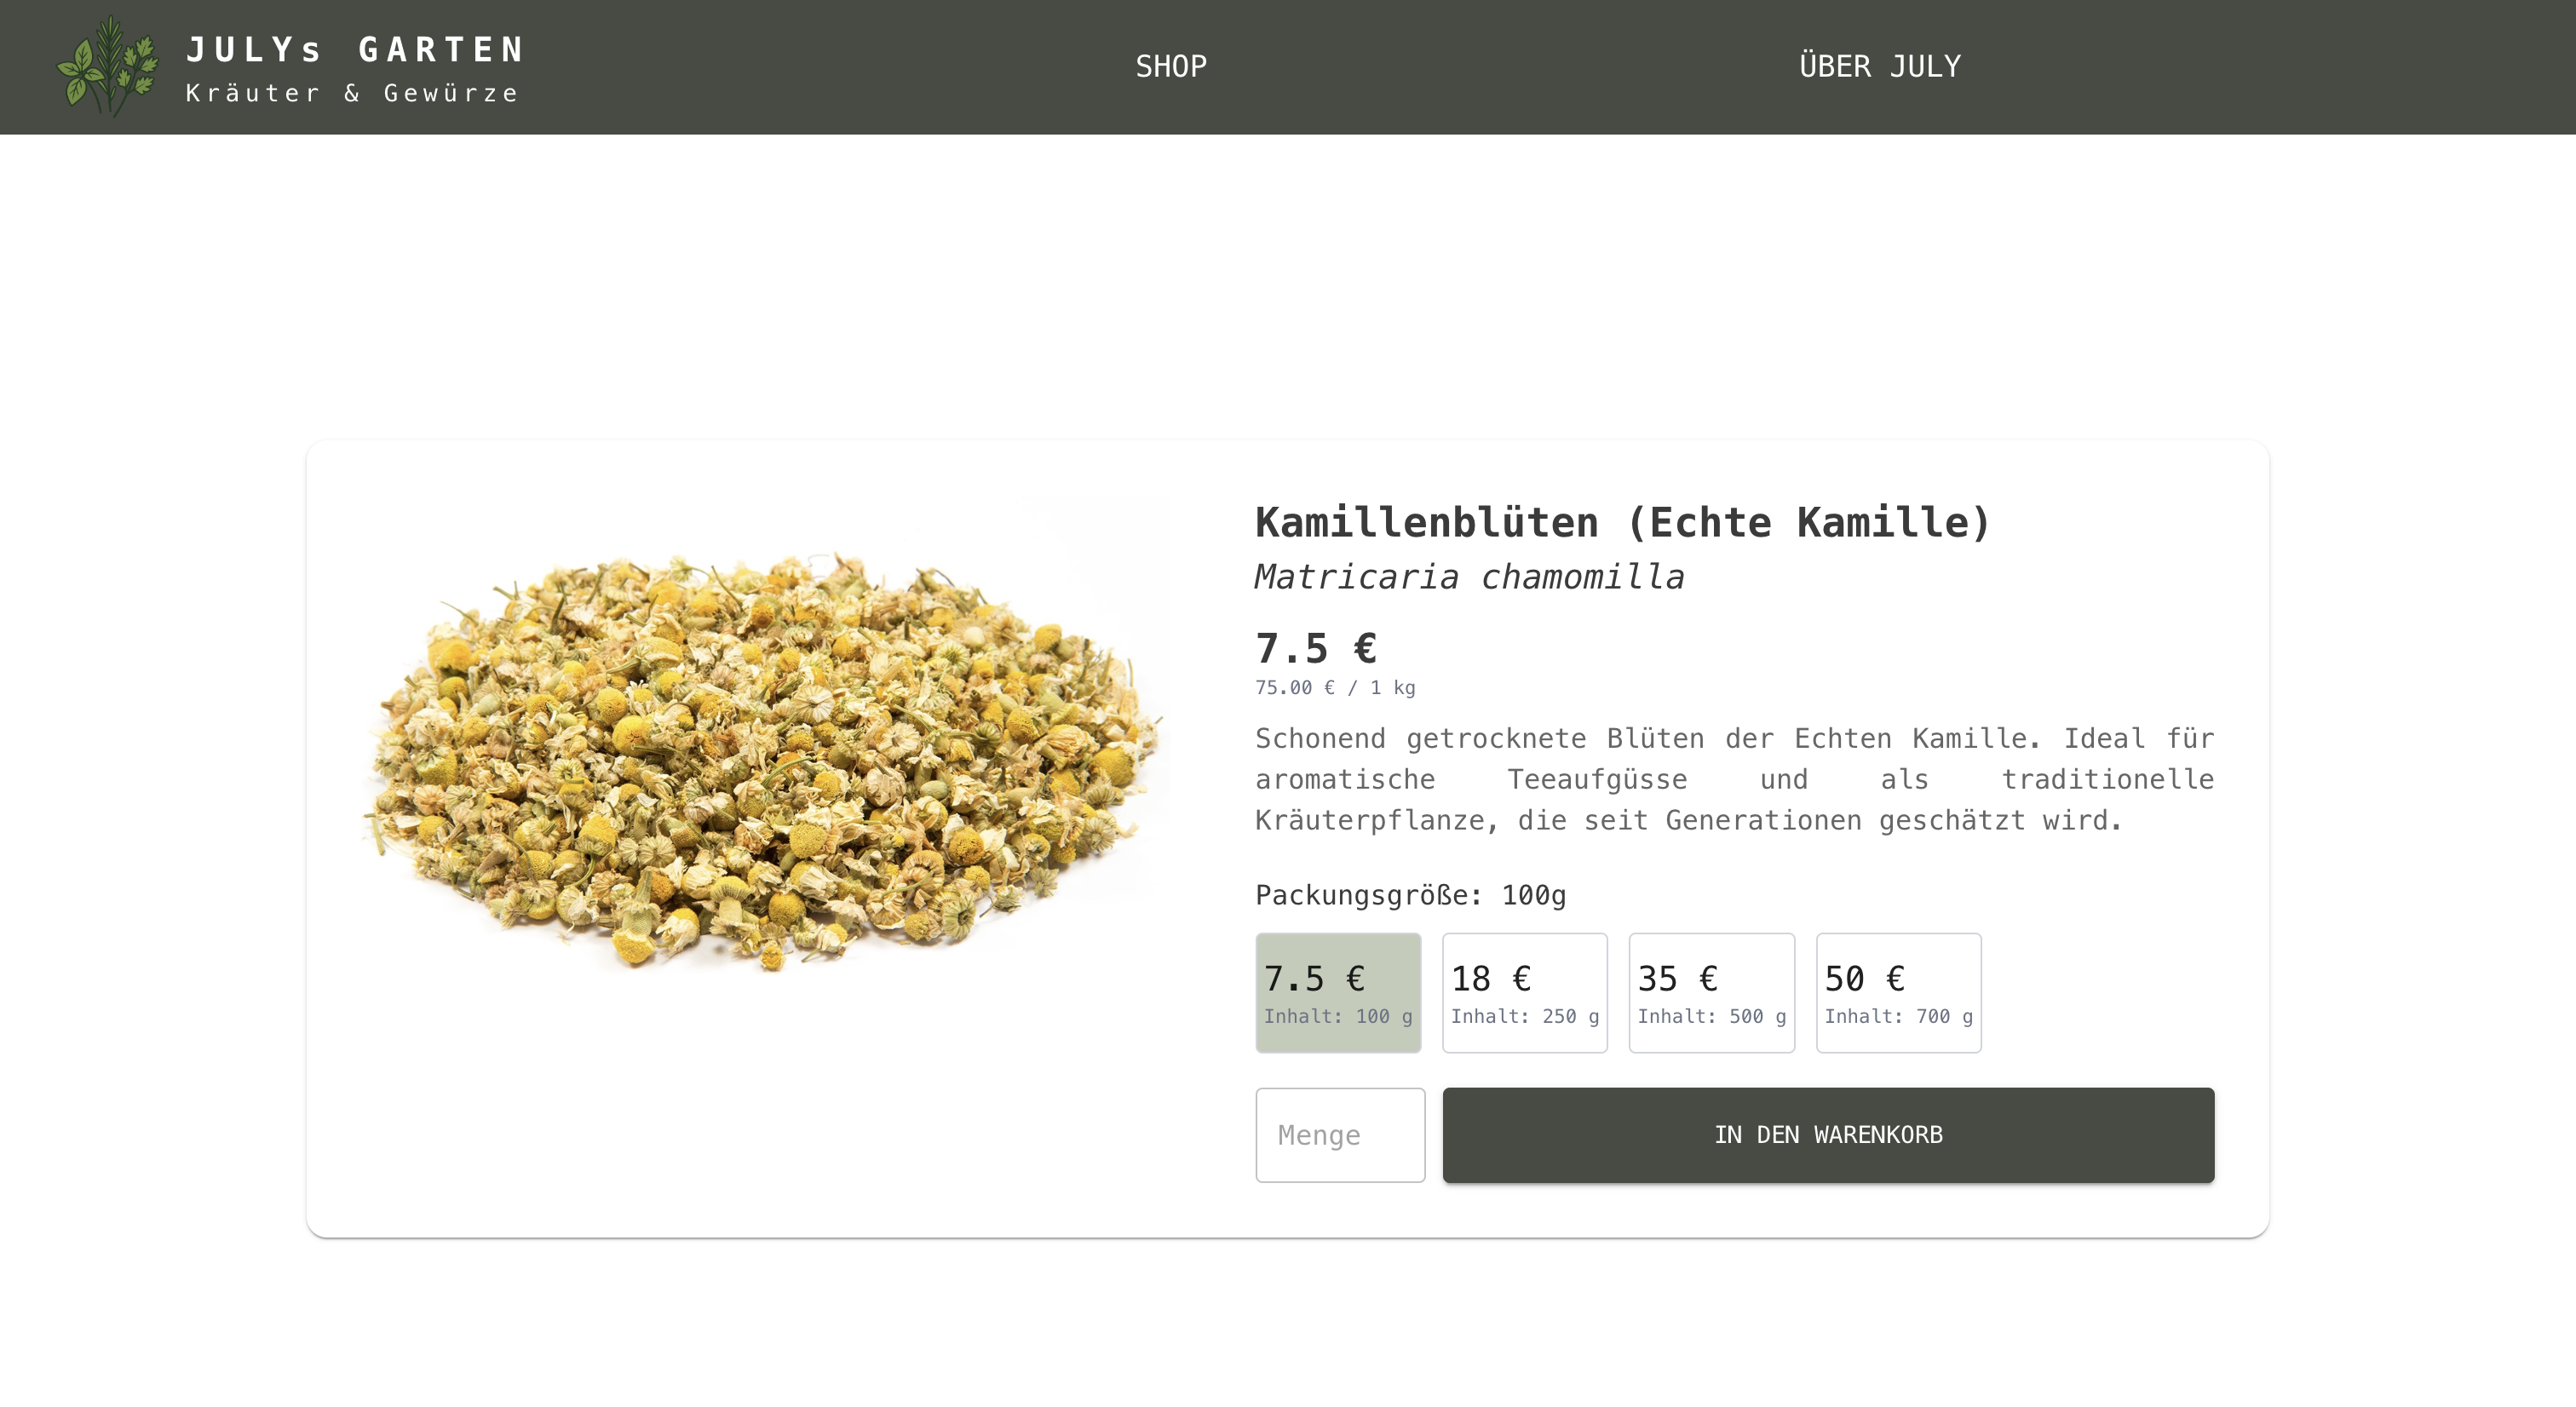 JULYs GARTEN
Kräuter & Gewürze
SHOP
ÜBER JULY
Kamillenblüten (Echte Kamille)
Matricaria chamomilla
7.5 €
75.00 € / 1 kg
Schonend getrocknete Blüten der Echten Kamille. Ideal für
aromatische Teeaufgüsse und als traditionelle
Kräuterpflanze, die seit Generationen geschätzt wird.
Packungsgröße: 100g
7.5 €
Inhalt: 100 g
18 €
Inhalt: 250 g
35 €
Inhalt: 500 g
50 €
Inhalt: 700 g
Menge
IN DEN WARENKORB